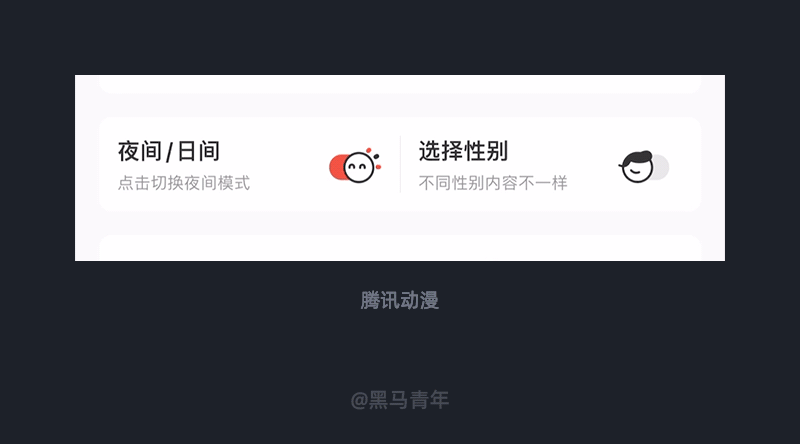 夜间/日间
点击切换夜间模式
选择性别
不同性别内容不一样
腾讯动漫
@黑马青年